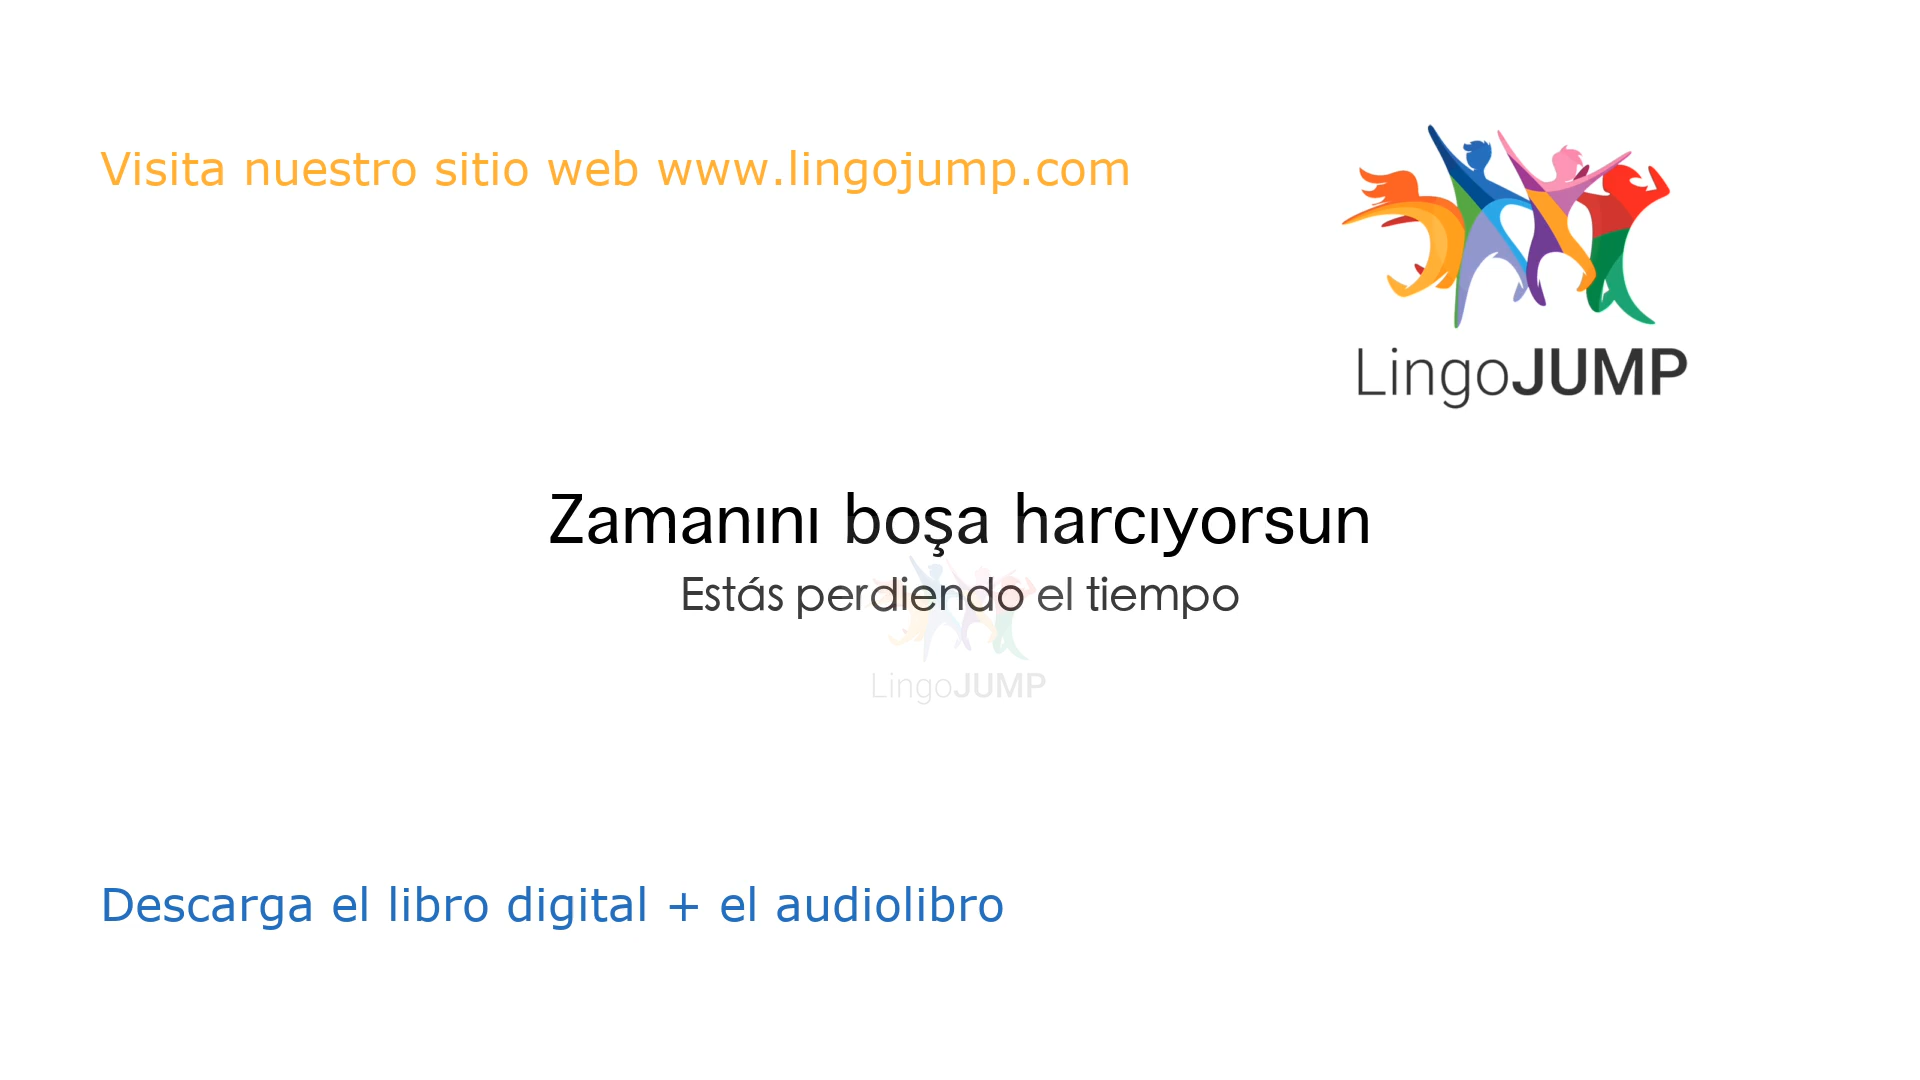 Visita nuestro sitio web www.lingojump.com
LingoJUMP
Zamanını boşa harcıyorsun
Estás perdiendo el tiempo
LingoJUMP
Descarga el libro digital + el audiolibro